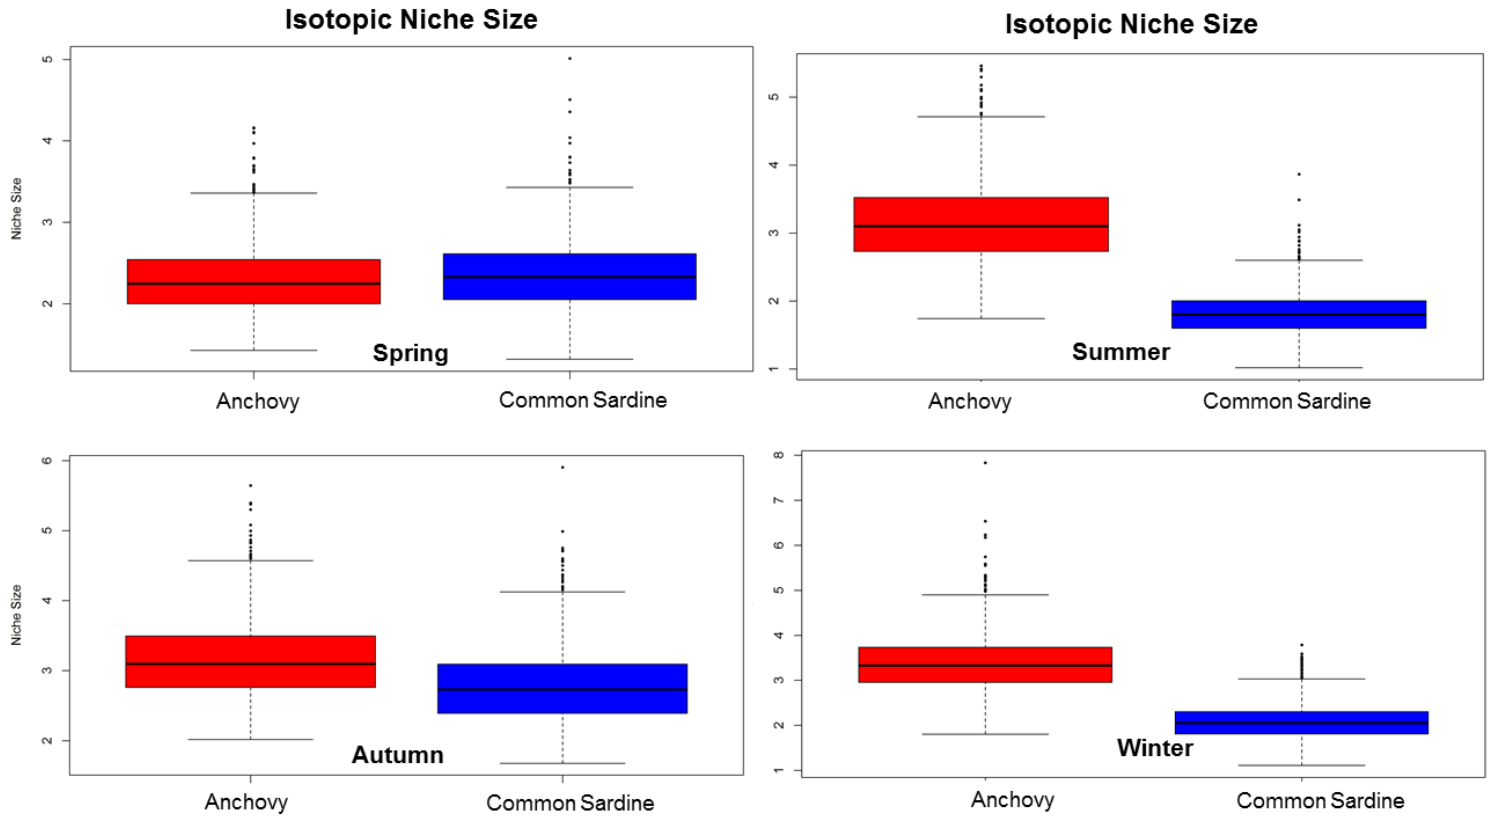 Isotopic Niche Size
5
4
3
2
Niche Size
Spring
Anchovy
Common Sardine
Isotopic Niche Size
5
4
3
2
1
Summer
Anchovy
Common Sardine
6
5
4
3
2
Niche Size
Autumn
Anchovy
Common Sardine
8
7
6
5
4
3
2
1
Winter
Anchovy
Common Sardine